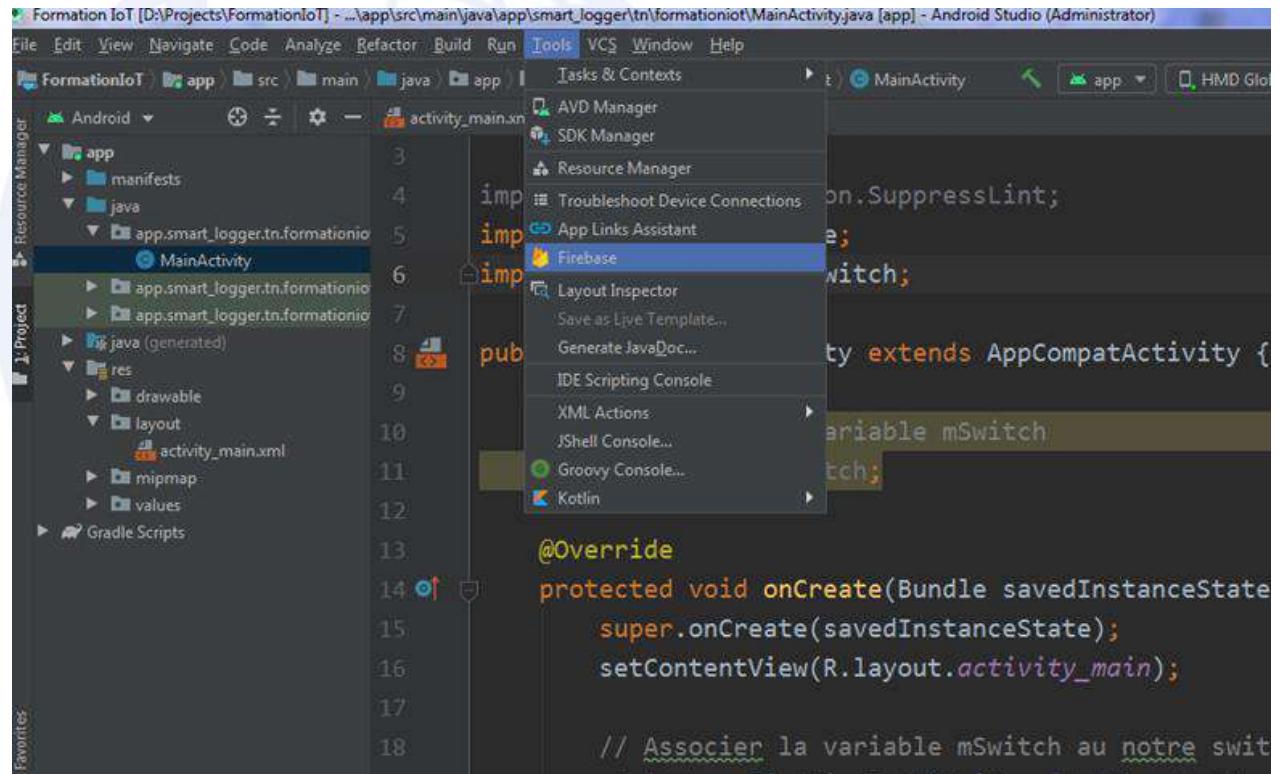 Formation IoT [D:\Projects\FormationIoT] - ...\app\src\main\java\app\smart_logger\tn\formationiot\MainActivity.java [app] - Android Studio (Administrator)
File Edit View Navigate Code Analyze Refactor Build Run Tools VCS Window Help
FormationIoT app src main java app MainActivity app HMD Glo
Android
activity_main.xm
Resource Manager
1: Project
Favorites
app
manifests
java
app.smart_logger.tn.formationio
MainActivity
app.smart_logger.tn.formationio
app.smart_logger.tn.formationio
java (generated)
res
drawable
layout
activity_main.xml
mipmap
values
Gradle Scripts
Tasks & Contexts
AVD Manager
SDK Manager
Resource Manager
Troubleshoot Device Connections
App Links Assistant
Firebase
Layout Inspector
Save as Live Template...
Generate JavaDoc...
IDE Scripting Console
XML Actions
JShell Console...
Groovy Console...
Kotlin
3
4 imp on.SuppressLint;
5 imp e;
6 imp witch;
7
8 pub ty extends AppCompatActivity {
9
10 ariable mSwitch
11 tch;
12
13 @Override
14 protected void onCreate(Bundle savedInstanceState
15 super.onCreate(savedInstanceState);
16 setContentView(R.layout.activity_main);
17
18 // Associer la variable mSwitch au notre swit